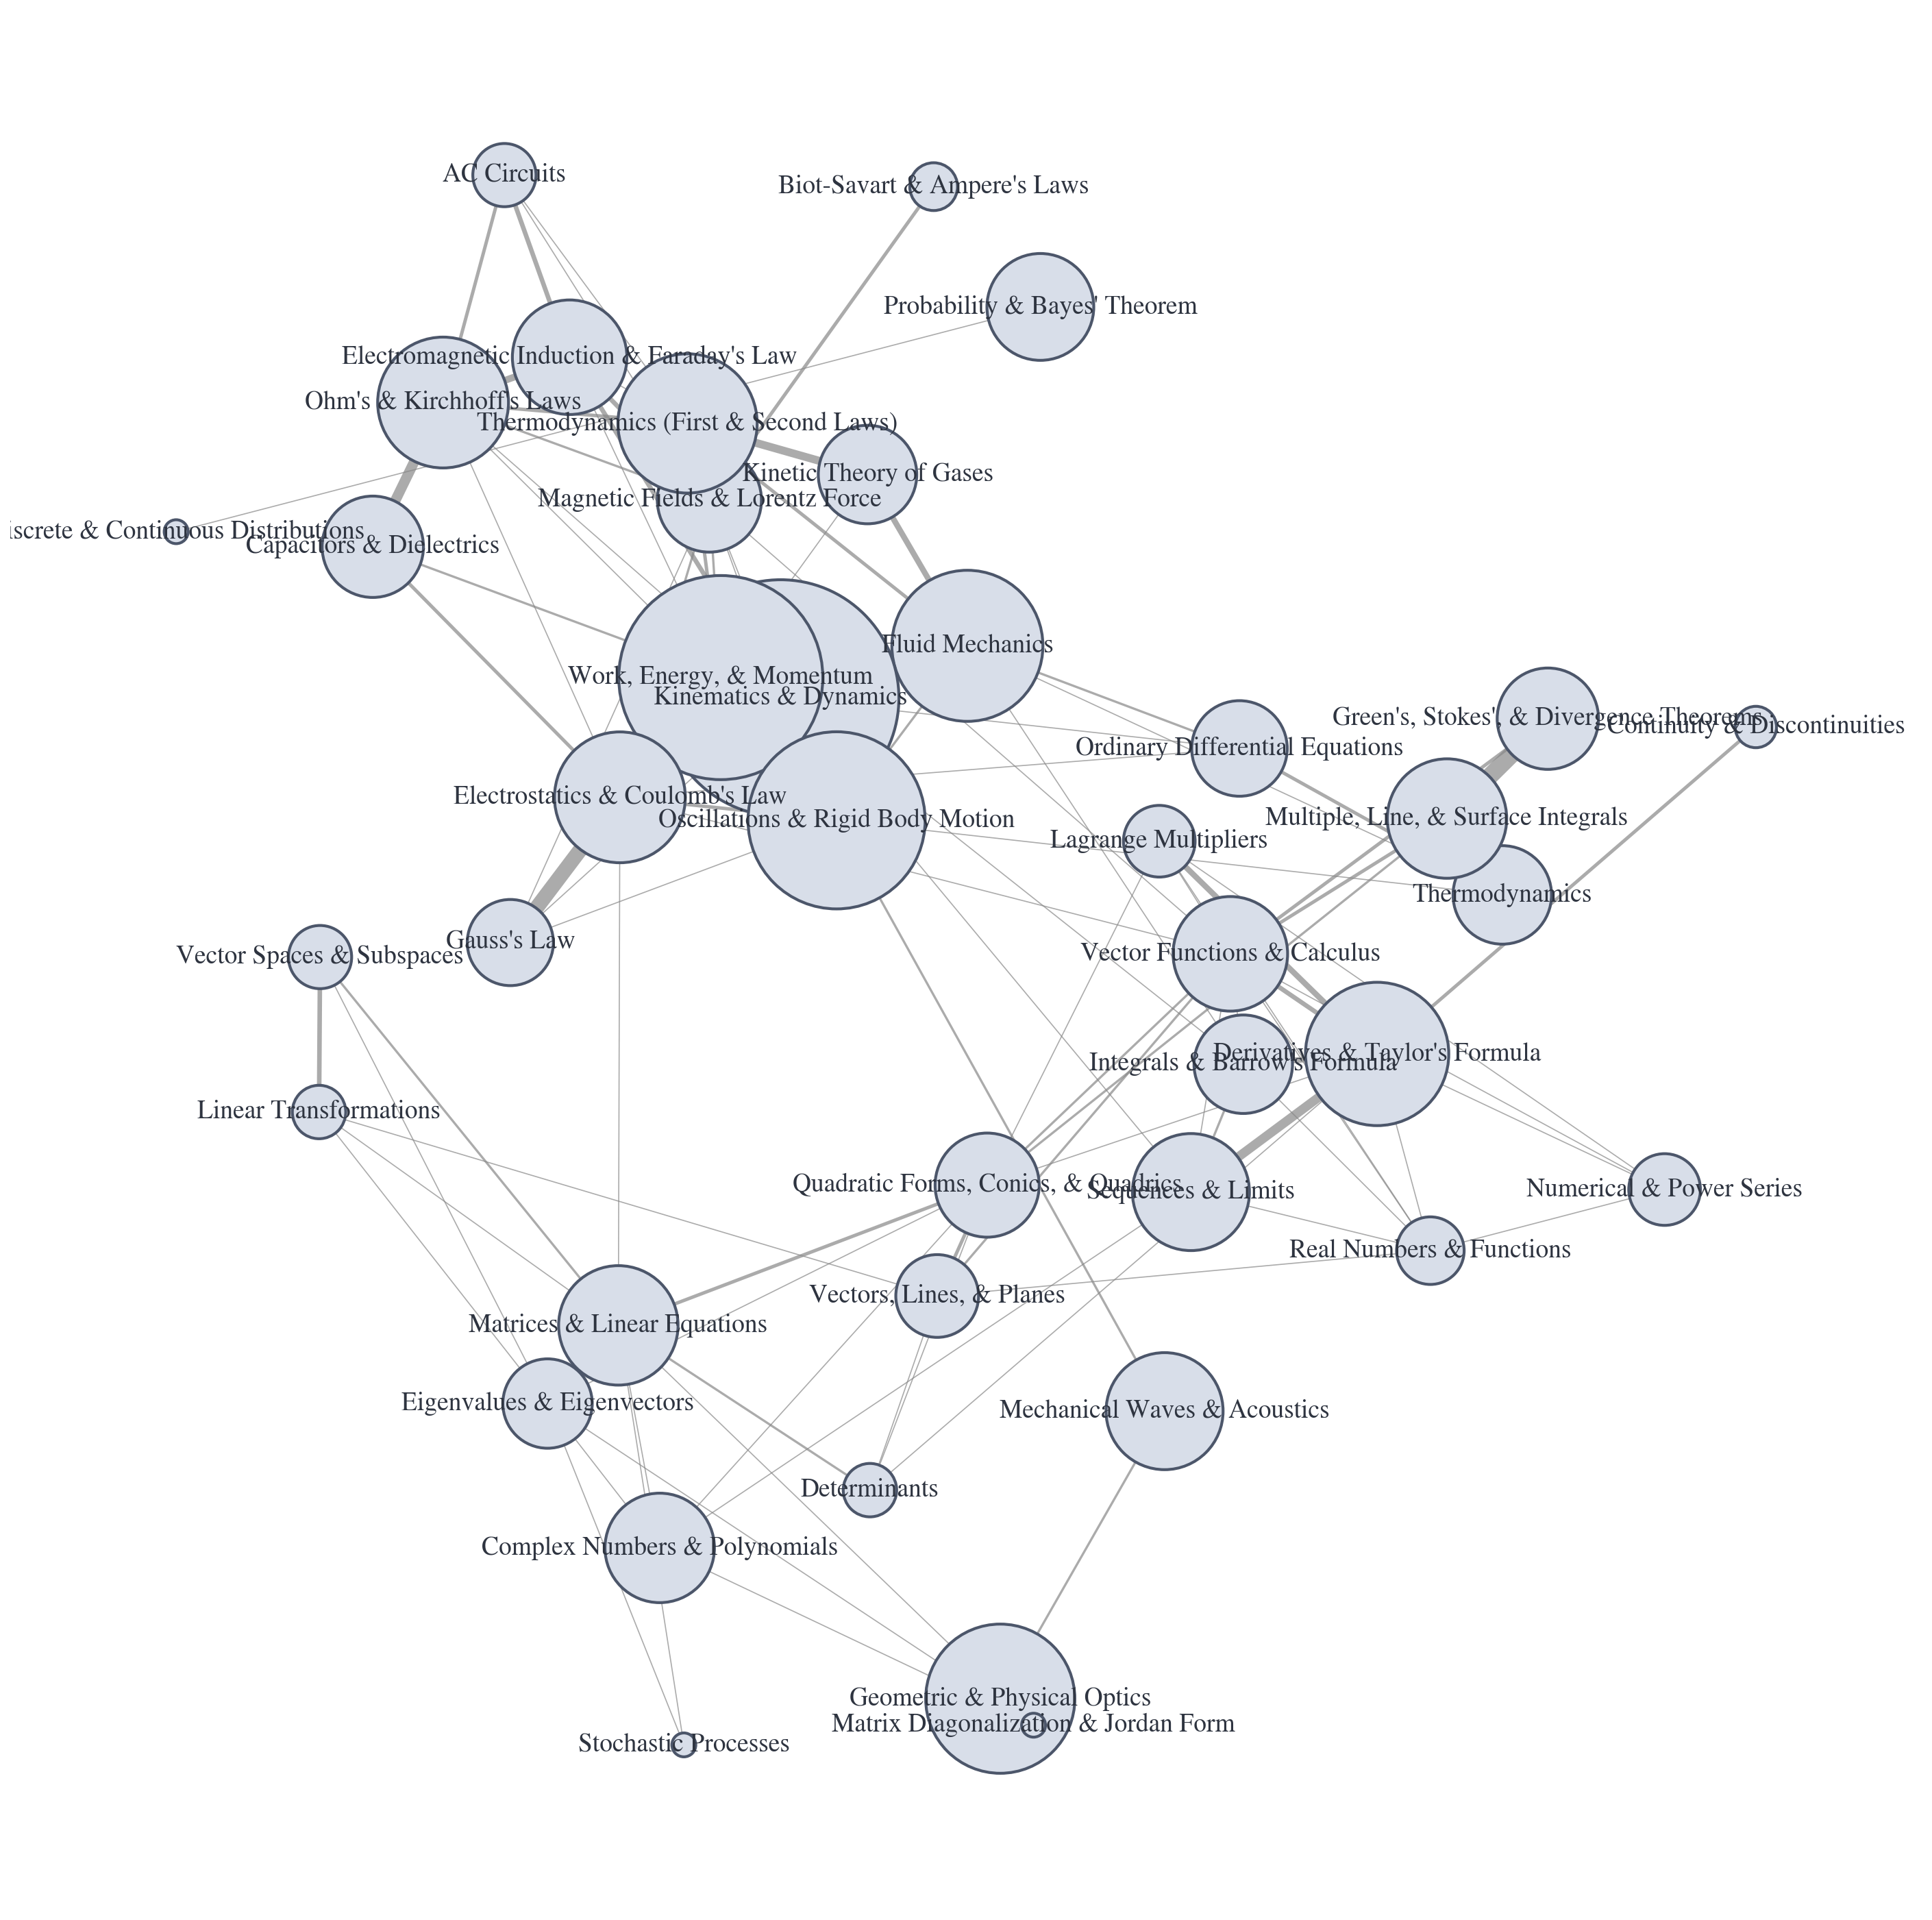 AC Circuits
Biot-Savart & Ampere's Laws
Probability & Bayes' Theorem
Electromagnetic Induction & Faraday's Law
Ohm's & Kirchhoff's Laws
Thermodynamics (First & Second Laws)
Kinetic Theory of Gases
Magnetic Fields & Lorentz Force
iscrete & Continuous Distributions
Capacitors & Dielectrics
Fluid Mechanics
Work, Energy, & Momentum
Kinematics & Dynamics
Green's, Stokes', & Divergence Theorems
Continuity & Discontinuities
Ordinary Differential Equations
Electrostatics & Coulomb's Law
Oscillations & Rigid Body Motion
Multiple, Line, & Surface Integrals
Lagrange Multipliers
Thermodynamics
Gauss's Law
Vector Spaces & Subspaces
Vector Functions & Calculus
Integrals & Barrow's Formula
Derivatives & Taylor's Formula
Linear Transformations
Quadratic Forms, Conics, & Quadrics
Sequences & Limits
Numerical & Power Series
Real Numbers & Functions
Vectors, Lines, & Planes
Matrices & Linear Equations
Eigenvalues & Eigenvectors
Mechanical Waves & Acoustics
Determinants
Complex Numbers & Polynomials
Geometric & Physical Optics
Matrix Diagonalization & Jordan Form
Stochastic Processes